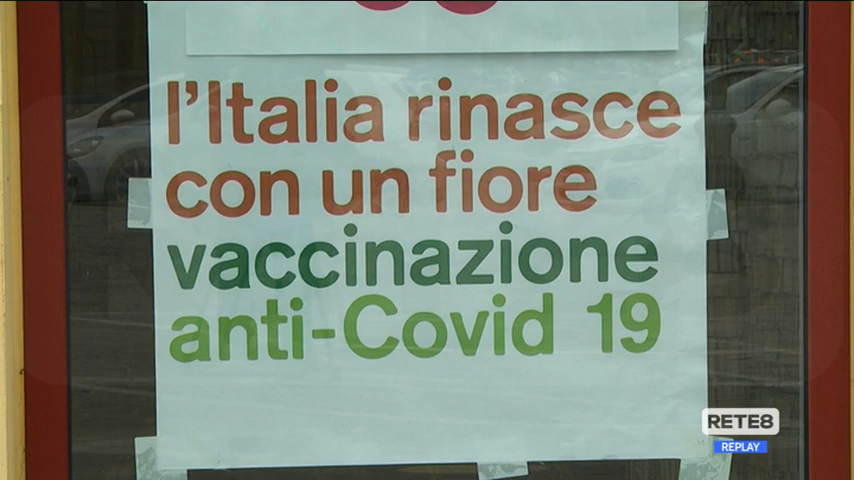 l'Italia rinasce
con un fiore
vaccinazione
anti-Covid 19
RETE8
REPLAY